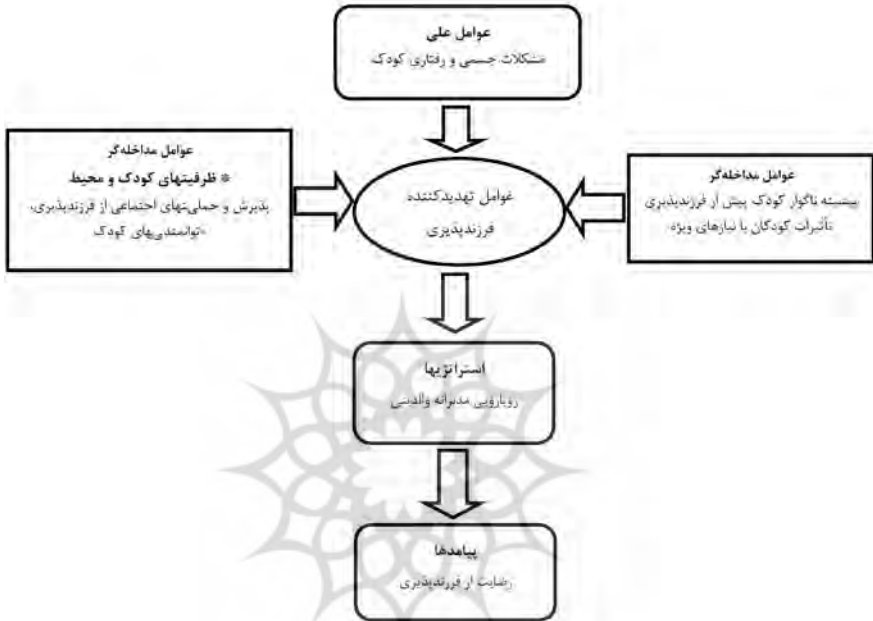 عوامل علی
مشکلات جسمی و رفتاری کودک
عوامل مداخله‌گر
پیشینه ناگوار کودک پیش از فرزندپذیری
تأثیرات کودکان با نیازهای ویژه
عوامل تهدیدکننده
فرزندپذیری
عوامل مداخله‌گر
* ظرفیتهای کودک و محیط
پذیرش و حمایتهای اجتماعی از فرزندپذیری،
توانمندی‌های کودک
استراتژیها
رویارویی مدبرانه والدینی
پیامدها
رضایت از فرزندپذیری